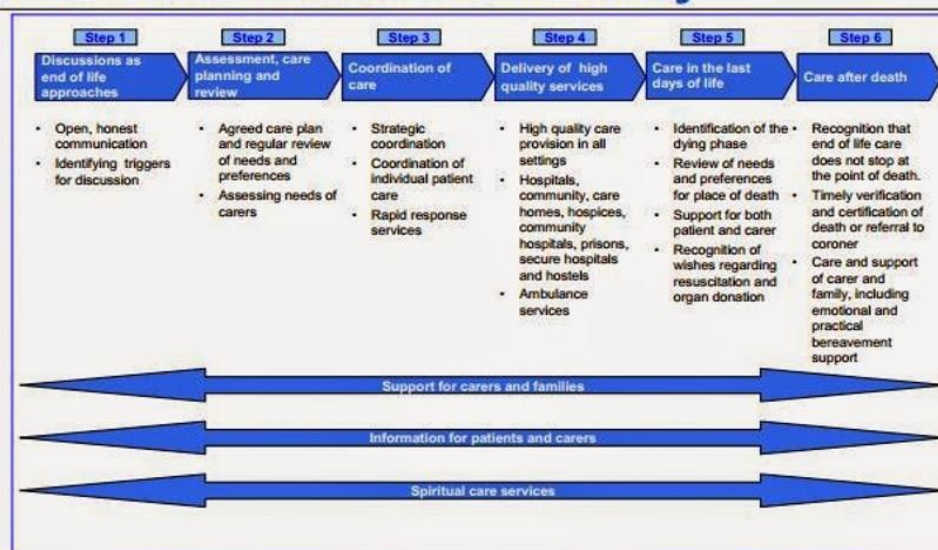 Step 1
Discussions as
end of life
approaches
• Open, honest
communication
• Identifying triggers
for discussion
Step 2
Assessment, care
planning and
review
• Agreed care plan
and regular review
of needs and
preferences
• Assessing needs of
carers
Step 3
Coordination of
care
• Strategic
coordination
• Coordination of
individual patient
care
• Rapid response
services
Step 4
Delivery of high
quality services
• High quality care
provision in all
settings
• Hospitals,
community, care
homes, hospices,
community
hospitals, prisons,
secure hospitals
and hostels
• Ambulance
services
Step 5
Care in the last
days of life
• Identification of the
dying phase
• Review of needs
and preferences
for place of death
• Support for both
patient and carer
• Recognition of
wishes regarding
resuscitation and
organ donation
Step 6
Care after death
• Recognition that
end of life care
does not stop at
the point of death.
• Timely verification
and certification of
death or referral to
coroner
• Care and support
of carer and
family, including
emotional and
practical
bereavement
support
Support for carers and families
Information for patients and carers
Spiritual care services